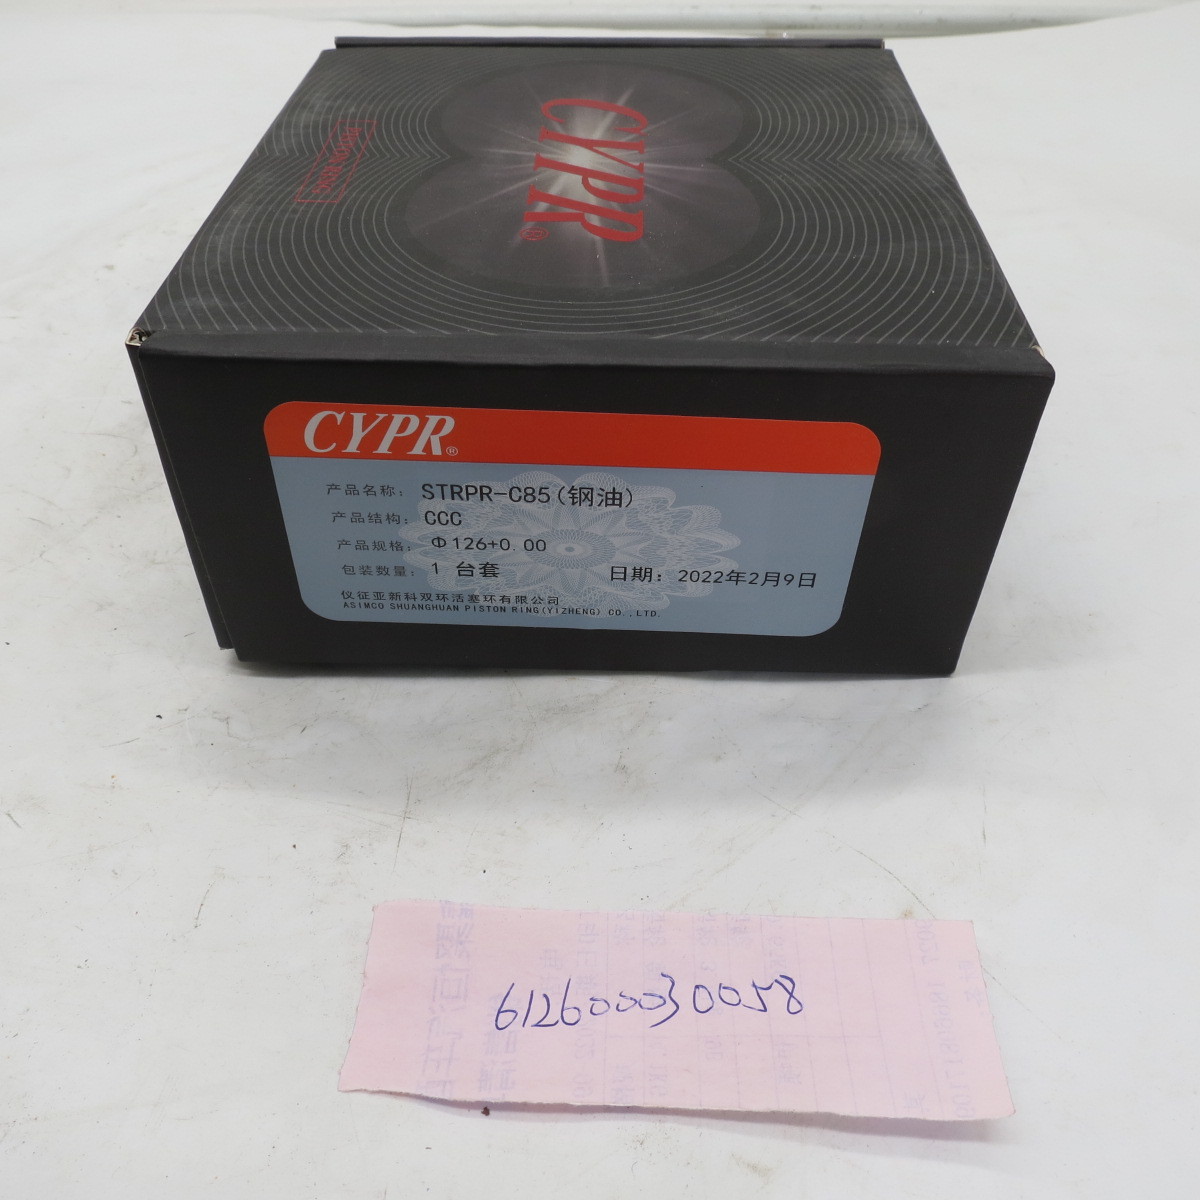 CYPR®
PISTON RING
CYPR®
产品名称: STRPR-C85(钢油)
产品结构: CCC
产品规格: Φ126+0.00
包装数量: 1 台套 日期: 2022年2月9日
仪征亚新科双环活塞环有限公司
ASIMCO SHUANGHUAN PISTON RING(YIZHENG) CO.,LTD.
612600030058